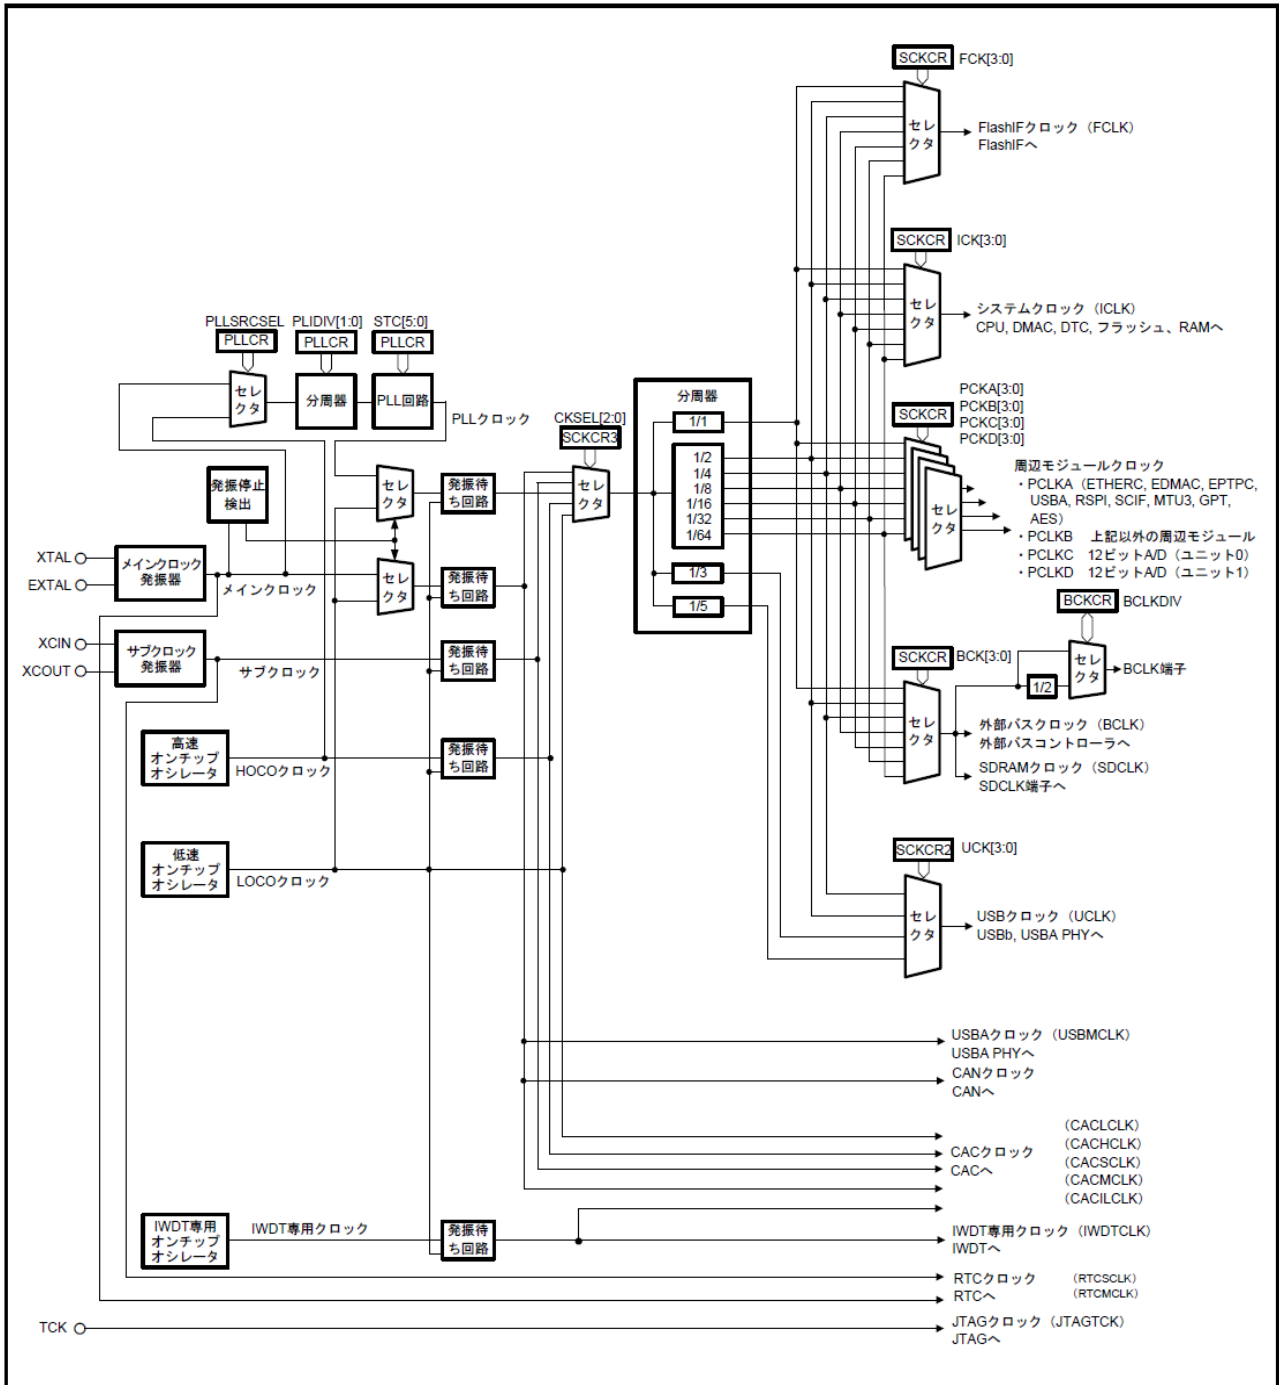 SCKCR FCK[3:0]
セレ
クタ
FlashIFクロック（FCLK）
FlashIFへ
SCKCR ICK[3:0]
セレ
クタ
システムクロック（ICLK）
CPU, DMAC, DTC, フラッシュ、RAMへ
PLLSRCSEL PLIDIV[1:0] STC[5:0]
PLLCR PLLCR PLLCR
セレ
クタ
分周器
PLL回路
PLLクロック
CKSEL[2:0]
SCKCR3
分周器
1/1
1/2
1/4
1/8
1/16
1/32
1/64
1/3
1/5
PCKA[3:0]
PCKB[3:0]
PCKC[3:0]
PCKD[3:0]
SCKCR
セレ
クタ
周辺モジュールクロック
・PCLKA（ETHERC, EDMAC, EPTPC,
USBA, RSPI, SCIF, MTU3, GPT,
AES）
・PCLKB 上記以外の周辺モジュール
・PCLKC 12ビットA/D（ユニット0）
・PCLKD 12ビットA/D（ユニット1）
発振停止
検出
セレ
クタ
発振待
ち回路
セレ
クタ
XTAL
EXTAL
メインクロック
発振器
メインクロック
セレ
クタ
発振待
ち回路
XCIN
XCOUT
サブクロック
発振器
サブクロック
発振待
ち回路
BCKCR BCLKDIV
SCKCR BCK[3:0]
セレ
クタ
1/2
セレ
クタ
BCLK端子
外部バスクロック（BCLK）
外部バスコントローラへ
SDRAMクロック（SDCLK）
SDCLK端子へ
高速
オンチップ
オシレータ
HOCOクロック
発振待
ち回路
低速
オンチップ
オシレータ
LOCOクロック
SCKCR2 UCK[3:0]
セレ
クタ
USBクロック（UCLK）
USBb, USBA PHYへ
USBAクロック（USBMCLK）
USBA PHYへ
CANクロック
CANへ
CACクロック
CACへ
（CACLCLK）
（CACHCLK）
（CACSCLK）
（CACMCLK）
（CACILCLK）
IWDT専用
オンチップ
オシレータ
IWDT専用クロック
発振待
ち回路
IWDT専用クロック（IWDTCLK）
IWDTへ
RTCクロック （RTCSCLK）
RTCへ （RTCMCLK）
TCK
JTAGクロック（JTAGTCK）
JTAGへ